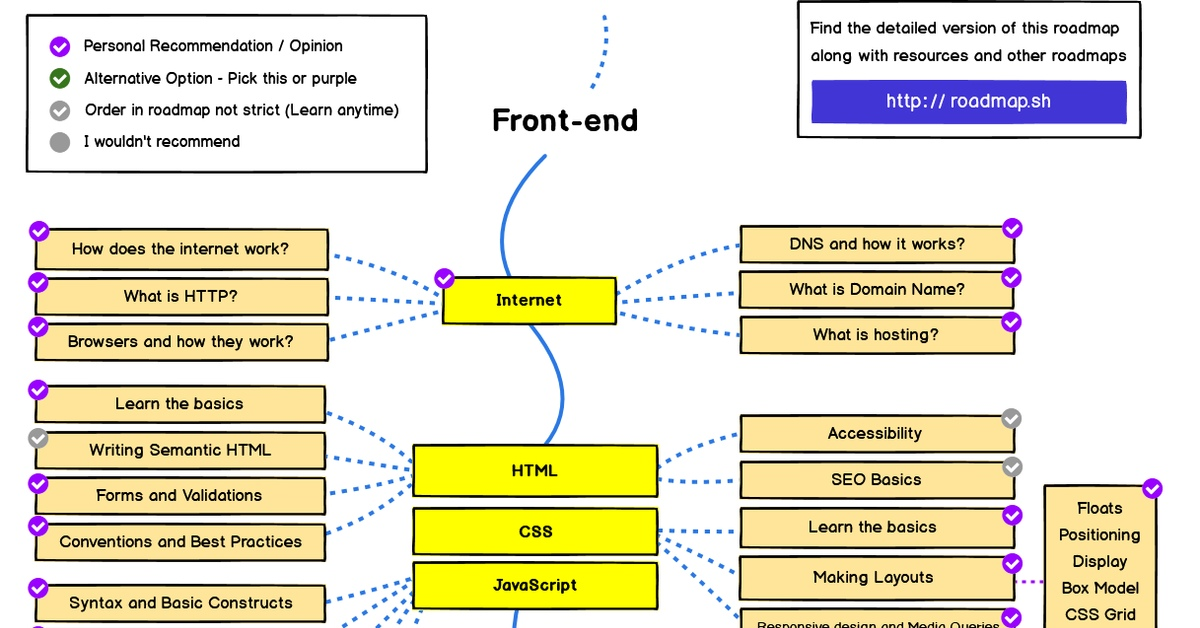 Personal Recommendation / Opinion
Alternative Option - Pick this or purple
Order in roadmap not strict (Learn anytime)
I wouldn't recommend
Find the detailed version of this roadmap
along with resources and other roadmaps
http:// roadmap.sh
Front-end
How does the internet work?
What is HTTP?
Browsers and how they work?
Internet
DNS and how it works?
What is Domain Name?
What is hosting?
Learn the basics
Writing Semantic HTML
Forms and Validations
Conventions and Best Practices
HTML
Accessibility
SEO Basics
CSS
Learn the basics
Making Layouts
Responsive design and Media Queries
Floats
Positioning
Display
Box Model
CSS Grid
JavaScript
Syntax and Basic Constructs